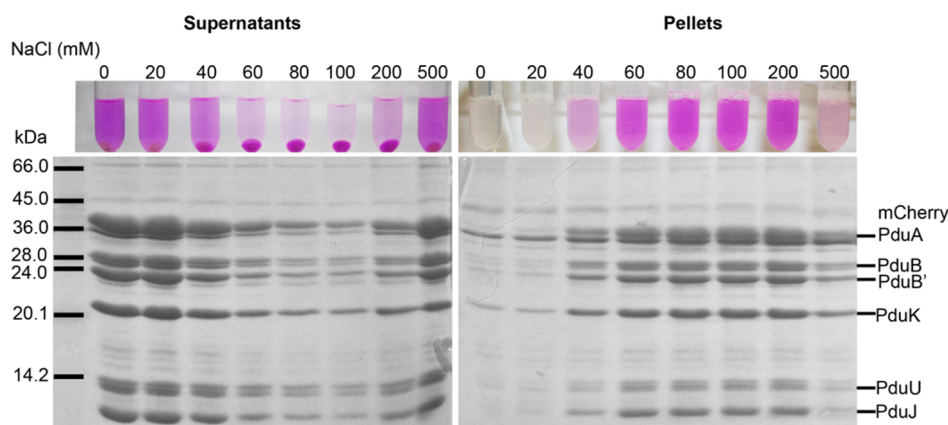 Supernatants Pellets
NaCl (mM)
0 20 40 60 80 100 200 500 0 20 40 60 80 100 200 500
kDa
66.0
45.0
36.0
28.0
24.0
20.1
14.2
mCherry
PduA
PduB
PduB'
PduK
PduU
PduJ